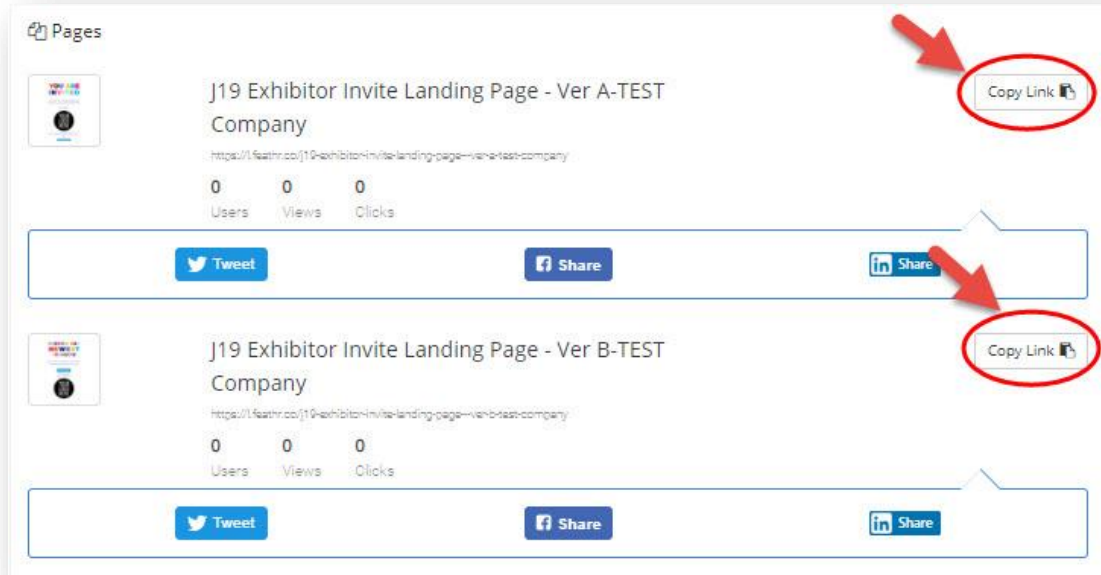 Pages
J19 Exhibitor Invite Landing Page - Ver A-TEST
Company
Copy Link
https://l.feathr.co/j19-exhibitor-invite-landing-page---ver-a-test-company
0 0 0
Users Views Clicks
Tweet Share Share
J19 Exhibitor Invite Landing Page - Ver B-TEST
Company
Copy Link
https://l.feathr.co/j19-exhibitor-invite-landing-page---ver-b-test-company
0 0 0
Users Views Clicks
Tweet Share Share